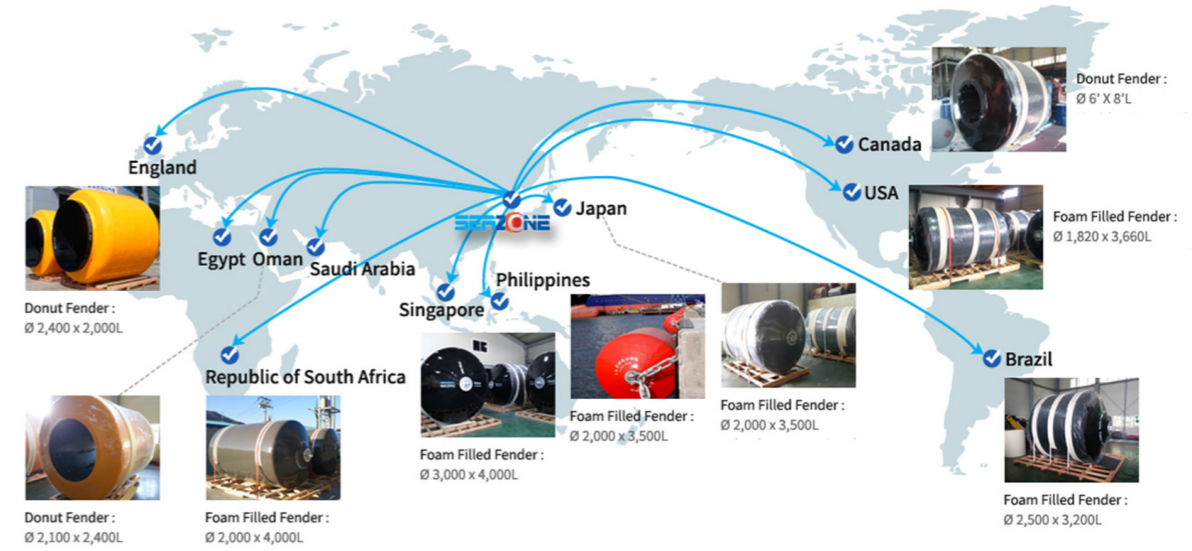 Donut Fender :
Ø 6' X 8'L
Canada
England
USA
Foam Filled Fender :
Ø 1,820 x 3,660L
Japan
SEAZONE
Egypt
Oman
Saudi Arabia
Philippines
Singapore
Donut Fender :
Ø 2,400 x 2,000L
Brazil
Republic of South Africa
Foam Filled Fender :
Ø 2,000 x 3,500L
Foam Filled Fender :
Ø 2,000 x 3,500L
Foam Filled Fender :
Ø 3,000 x 4,000L
Foam Filled Fender :
Ø 2,500 x 3,200L
Donut Fender :
Ø 2,100 x 2,400L
Foam Filled Fender :
Ø 2,000 x 4,000L